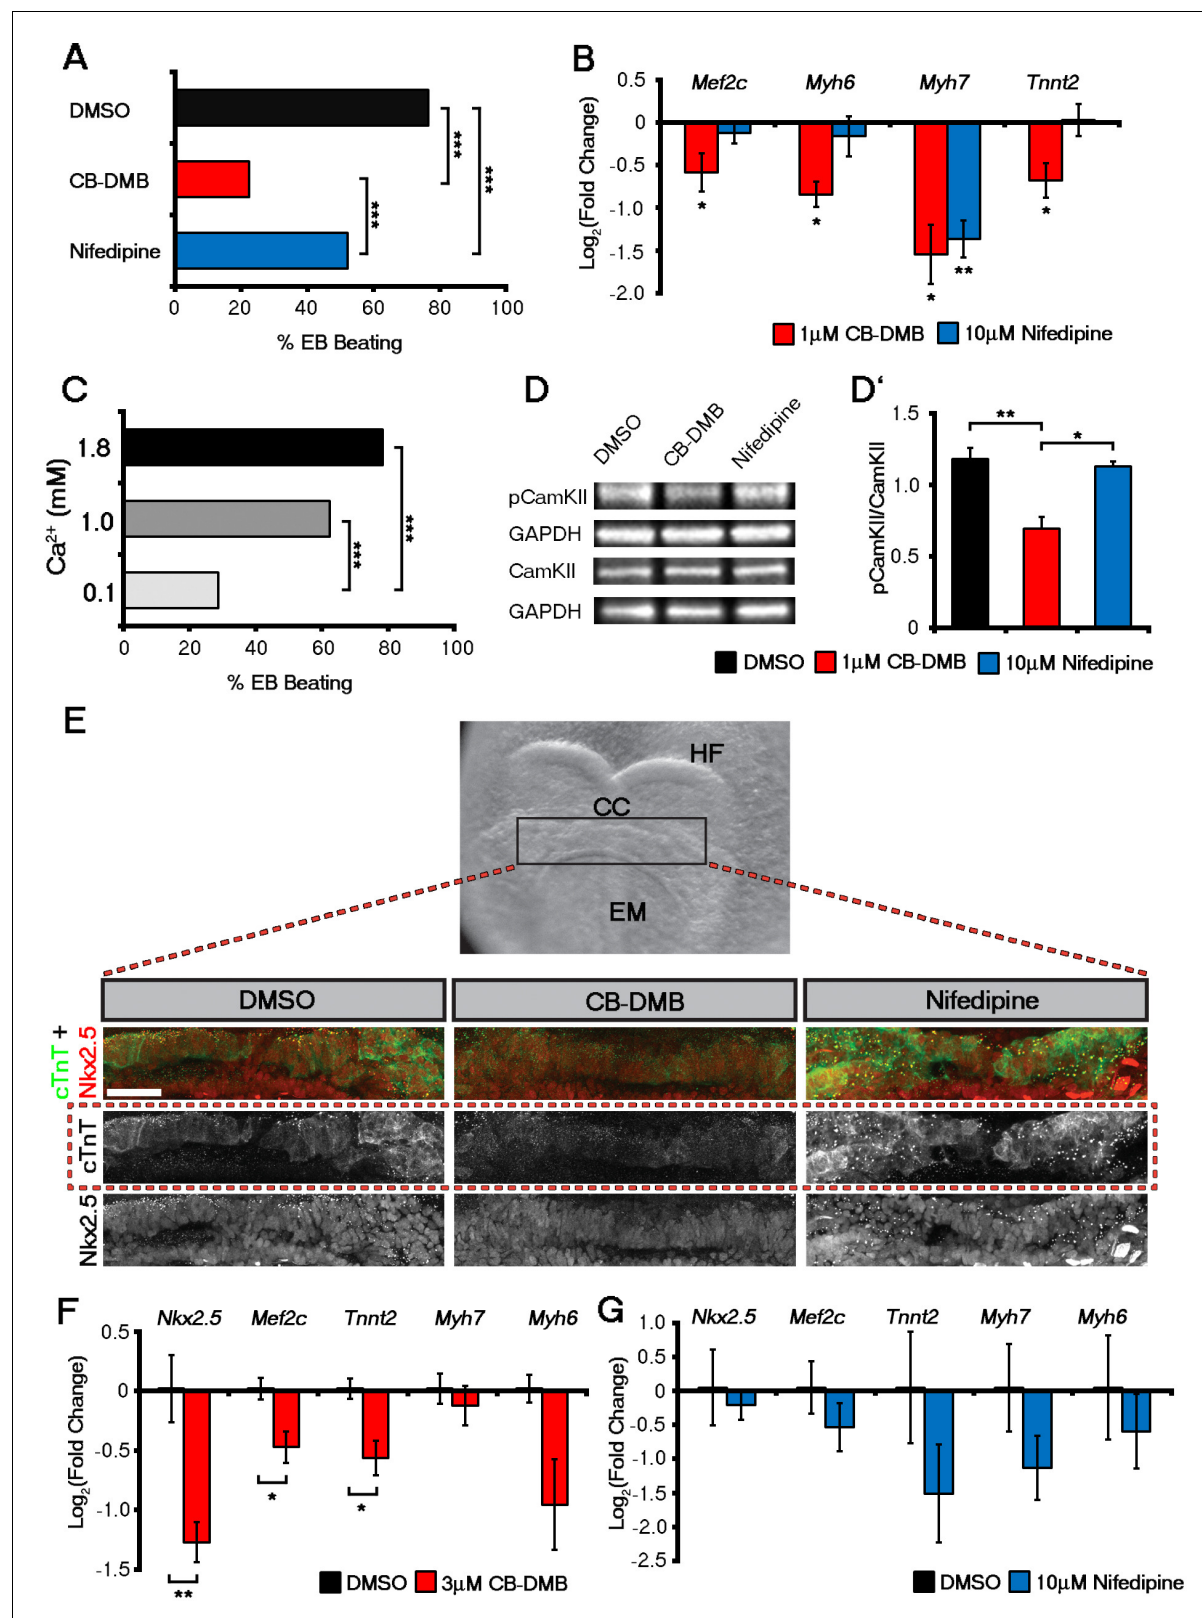 A
DMSO
CB-DMB
Nifedipine
***
***
***
0 20 40 60 80 100
% EB Beating
B
Mef2c Myh6 Myh7 Tnnt2
0.5
0
-0.5
-1.0
-1.5
-2.0
Log2(Fold Change)
* * * ** *
1µM CB-DMB 10µM Nifedipine
C
Ca2+ (mM)
1.8
1.0
0.1
***
***
0 20 40 60 80 100
% EB Beating
D
DMSO CB-DMB Nifedipine
pCamKII
GAPDH
CamKII
GAPDH
D'
pCamKII/CamKII
1.5
1.0
0.5
0
** *
DMSO 1µM CB-DMB 10µM Nifedipine
E
HF
CC
EM
DMSO CB-DMB Nifedipine
cTnT +
Nkx2.5
cTnT
Nkx2.5
F
Nkx2.5 Mef2c Tnnt2 Myh7 Myh6
0.5
0
-0.5
-1.0
-1.5
Log2(Fold Change)
** * *
DMSO 3µM CB-DMB
G
Nkx2.5 Mef2c Tnnt2 Myh7 Myh6
1.0
0.5
0
-0.5
-1.0
-1.5
-2.0
-2.5
Log2(Fold Change)
DMSO 10µM Nifedipine